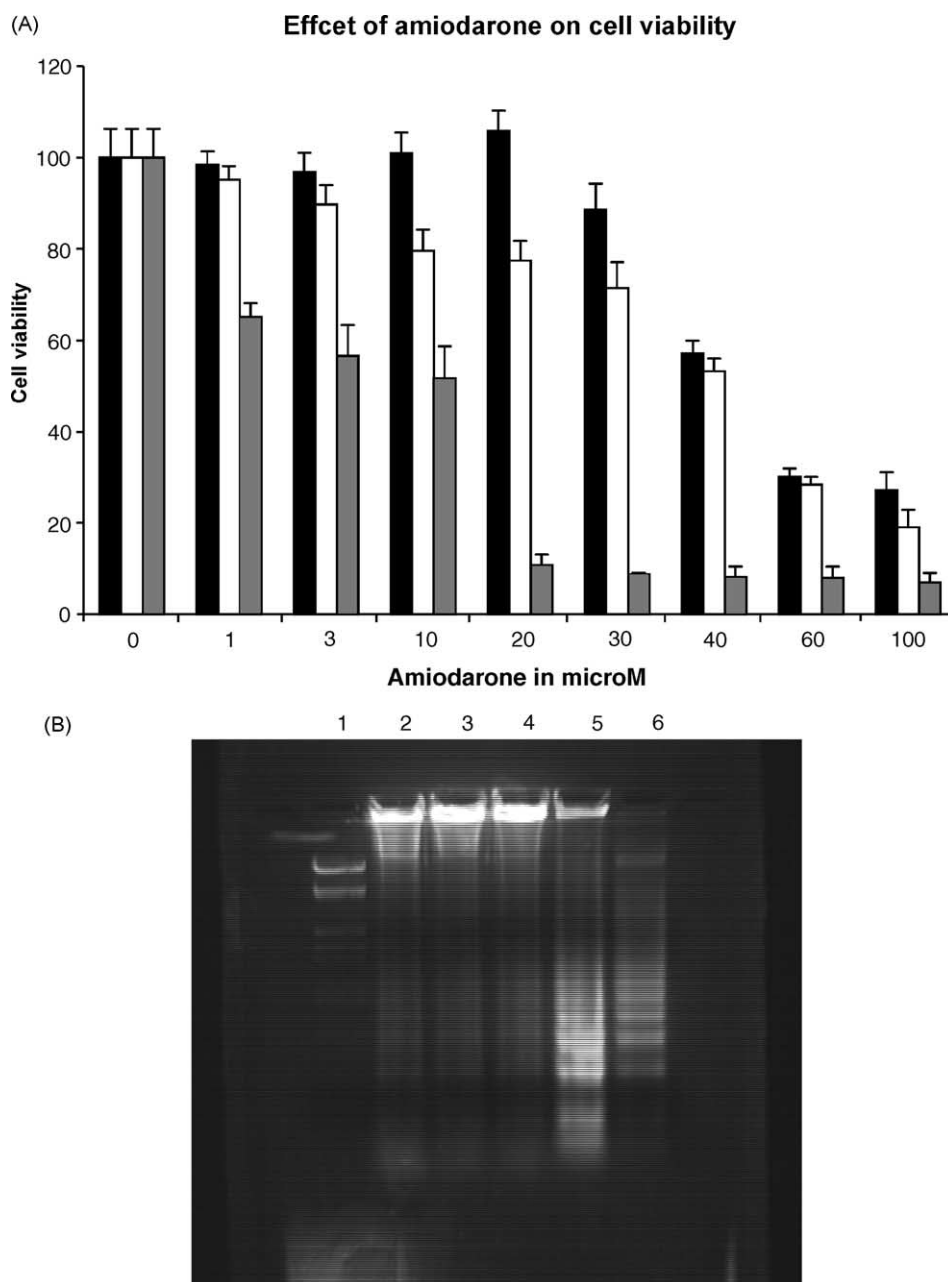 (A)
Effcet of amiodarone on cell viability
120
100
80
60
40
20
0
Cell viability
0 1 3 10 20 30 40 60 100
Amiodarone in microM
(B)
1 2 3 4 5 6